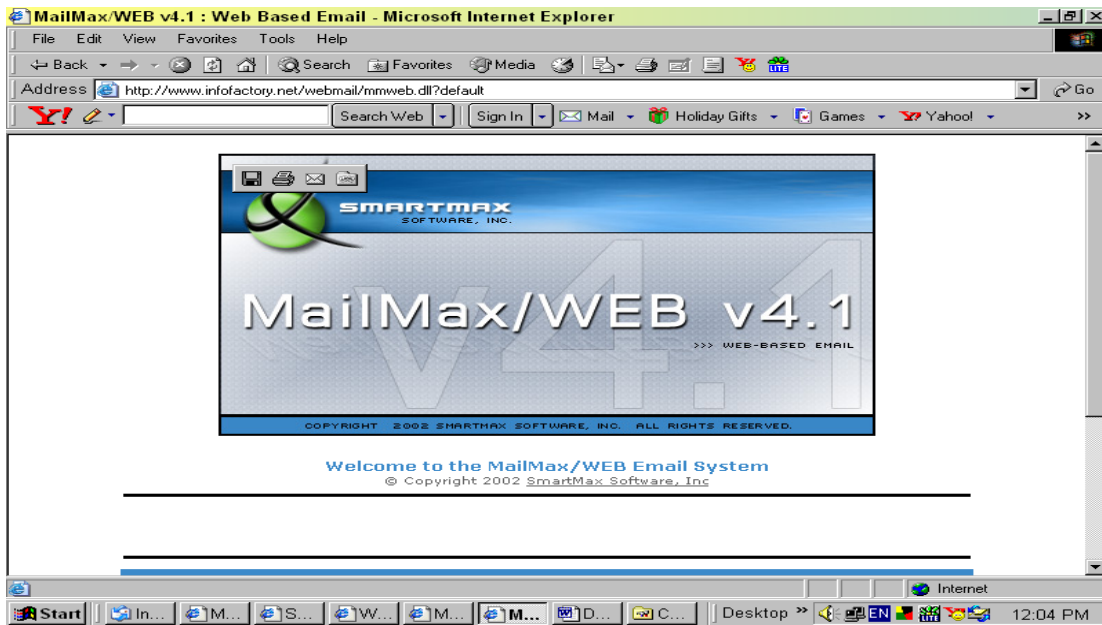 MailMax/WEB v4.1 : Web Based Email - Microsoft Internet Explorer
File Edit View Favorites Tools Help
Back Search Favorites Media
Address http://www.infofactory.net/webmail/mmweb.dll?default Go
Y! Search Web Sign In Mail Holiday Gifts Games Yahoo! >>
SMARTMAX
SOFTWARE, INC.
v4.1
MailMax/WEB v4.1
>>> WEB-BASED EMAIL
COPYRIGHT 2002 SMARTMAX SOFTWARE, INC. ALL RIGHTS RESERVED.
Welcome to the MailMax/WEB Email System
© Copyright 2002 SmartMax Software, Inc
Internet
Start In... M... S... W... M... M... D... C... Desktop >> EN 12:04 PM